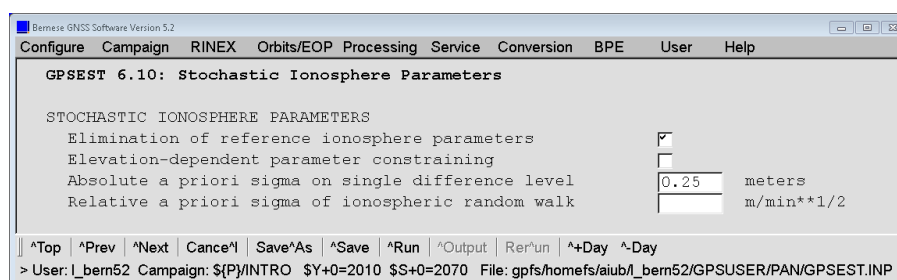 Bernese GNSS Software Version 5.2
Configure Campaign RINEX Orbits/EOP Processing Service Conversion BPE User Help
GPSEST 6.10: Stochastic Ionosphere Parameters
STOCHASTIC IONOSPHERE PARAMETERS
Elimination of reference ionosphere parameters
Elevation-dependent parameter constraining
Absolute a priori sigma on single difference level 0.25 meters
Relative a priori sigma of ionospheric random walk m/min**1/2
^Top | ^Prev | ^Next | Cance^l | Save^As | ^Save | ^Run | ^Output | Rer^un | ^+Day ^-Day
> User: l_bern52 Campaign: ${P}/INTRO $Y+0=2010 $S+0=2070 File: gpfs/homefs/aiub/l_bern52/GPSUSER/PAN/GPSEST.INP